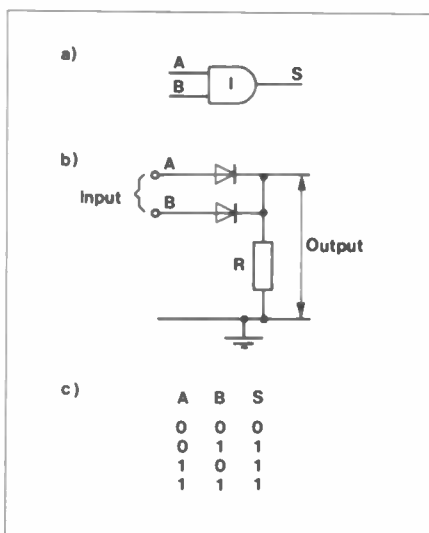 a)
A
S
B
I
b)
A
Input
B
R
Output
c)
A B S
0 0 0
0 1 1
1 0 1
1 1 1